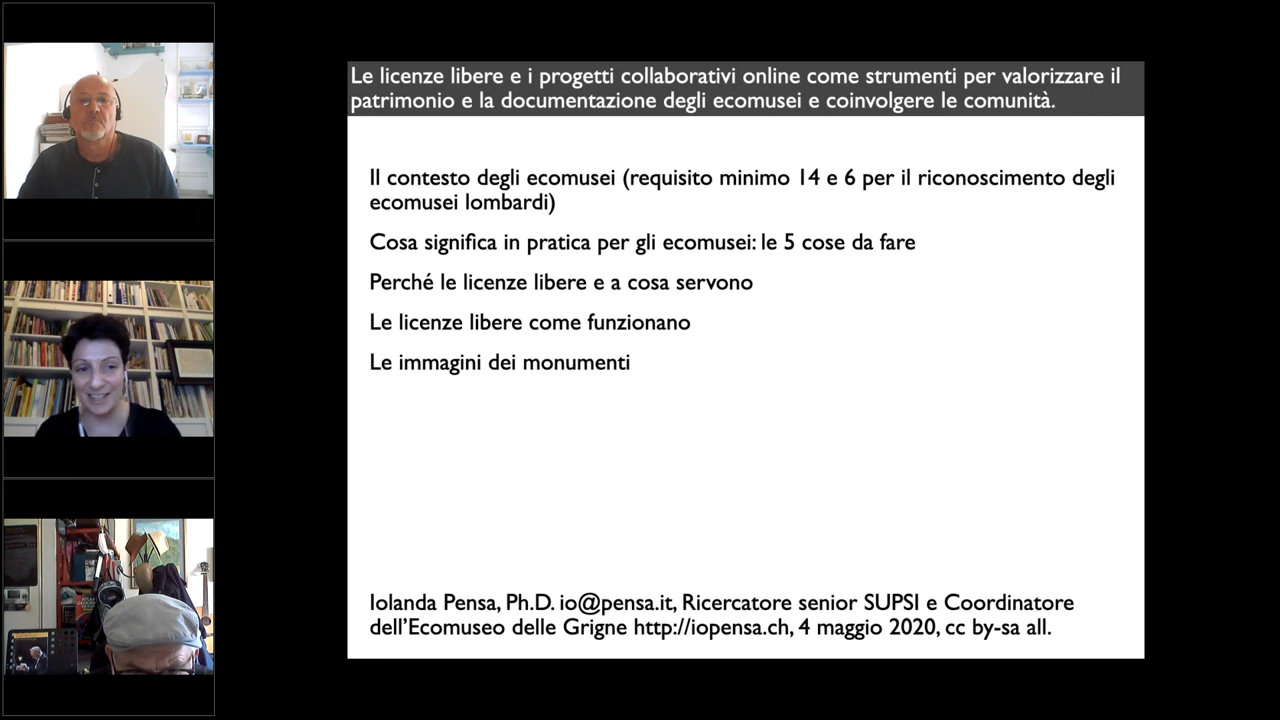 Le licenze libere e i progetti collaborativi online come strumenti per valorizzare il
patrimonio e la documentazione degli ecomusei e coinvolgere le comunità.
Il contesto degli ecomusei (requisito minimo 14 e 6 per il riconoscimento degli
ecomusei lombardi)
Cosa significa in pratica per gli ecomusei: le 5 cose da fare
Perché le licenze libere e a cosa servono
Le licenze libere come funzionano
Le immagini dei monumenti
Iolanda Pensa, Ph.D. io@pensa.it, Ricercatore senior SUPSI e Coordinatore
dell'Ecomuseo delle Grigne http://iopensa.ch, 4 maggio 2020, cc by-sa all.